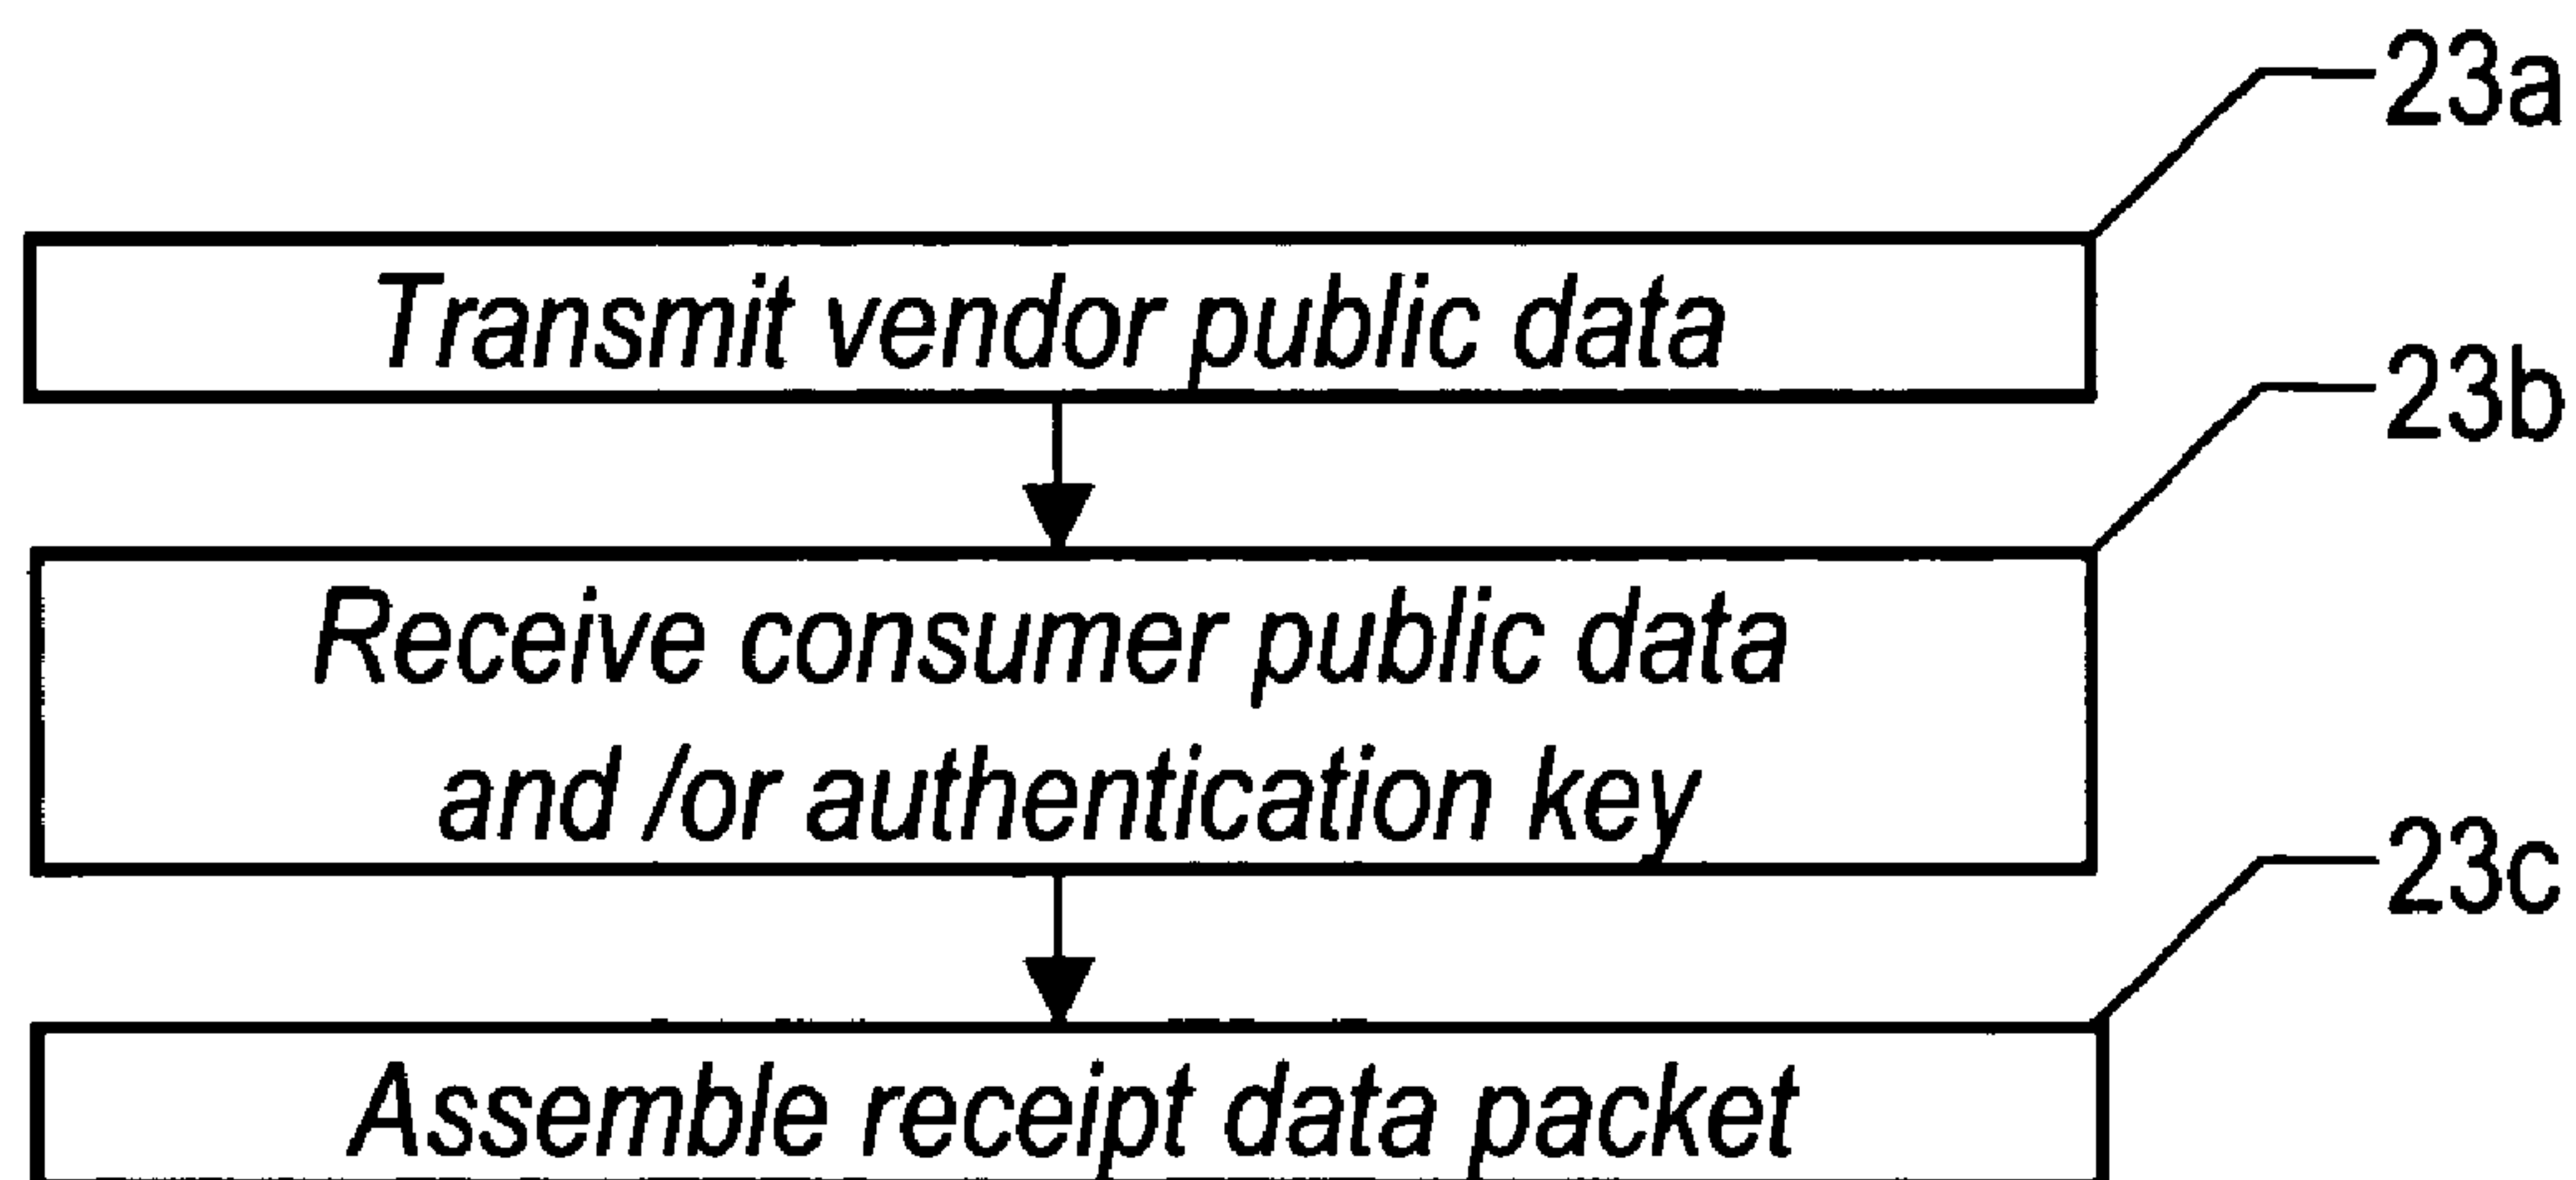 23a
Transmit vendor public data
23b
Receive consumer public data
and /or authentication key
23c
Assemble receipt data packet